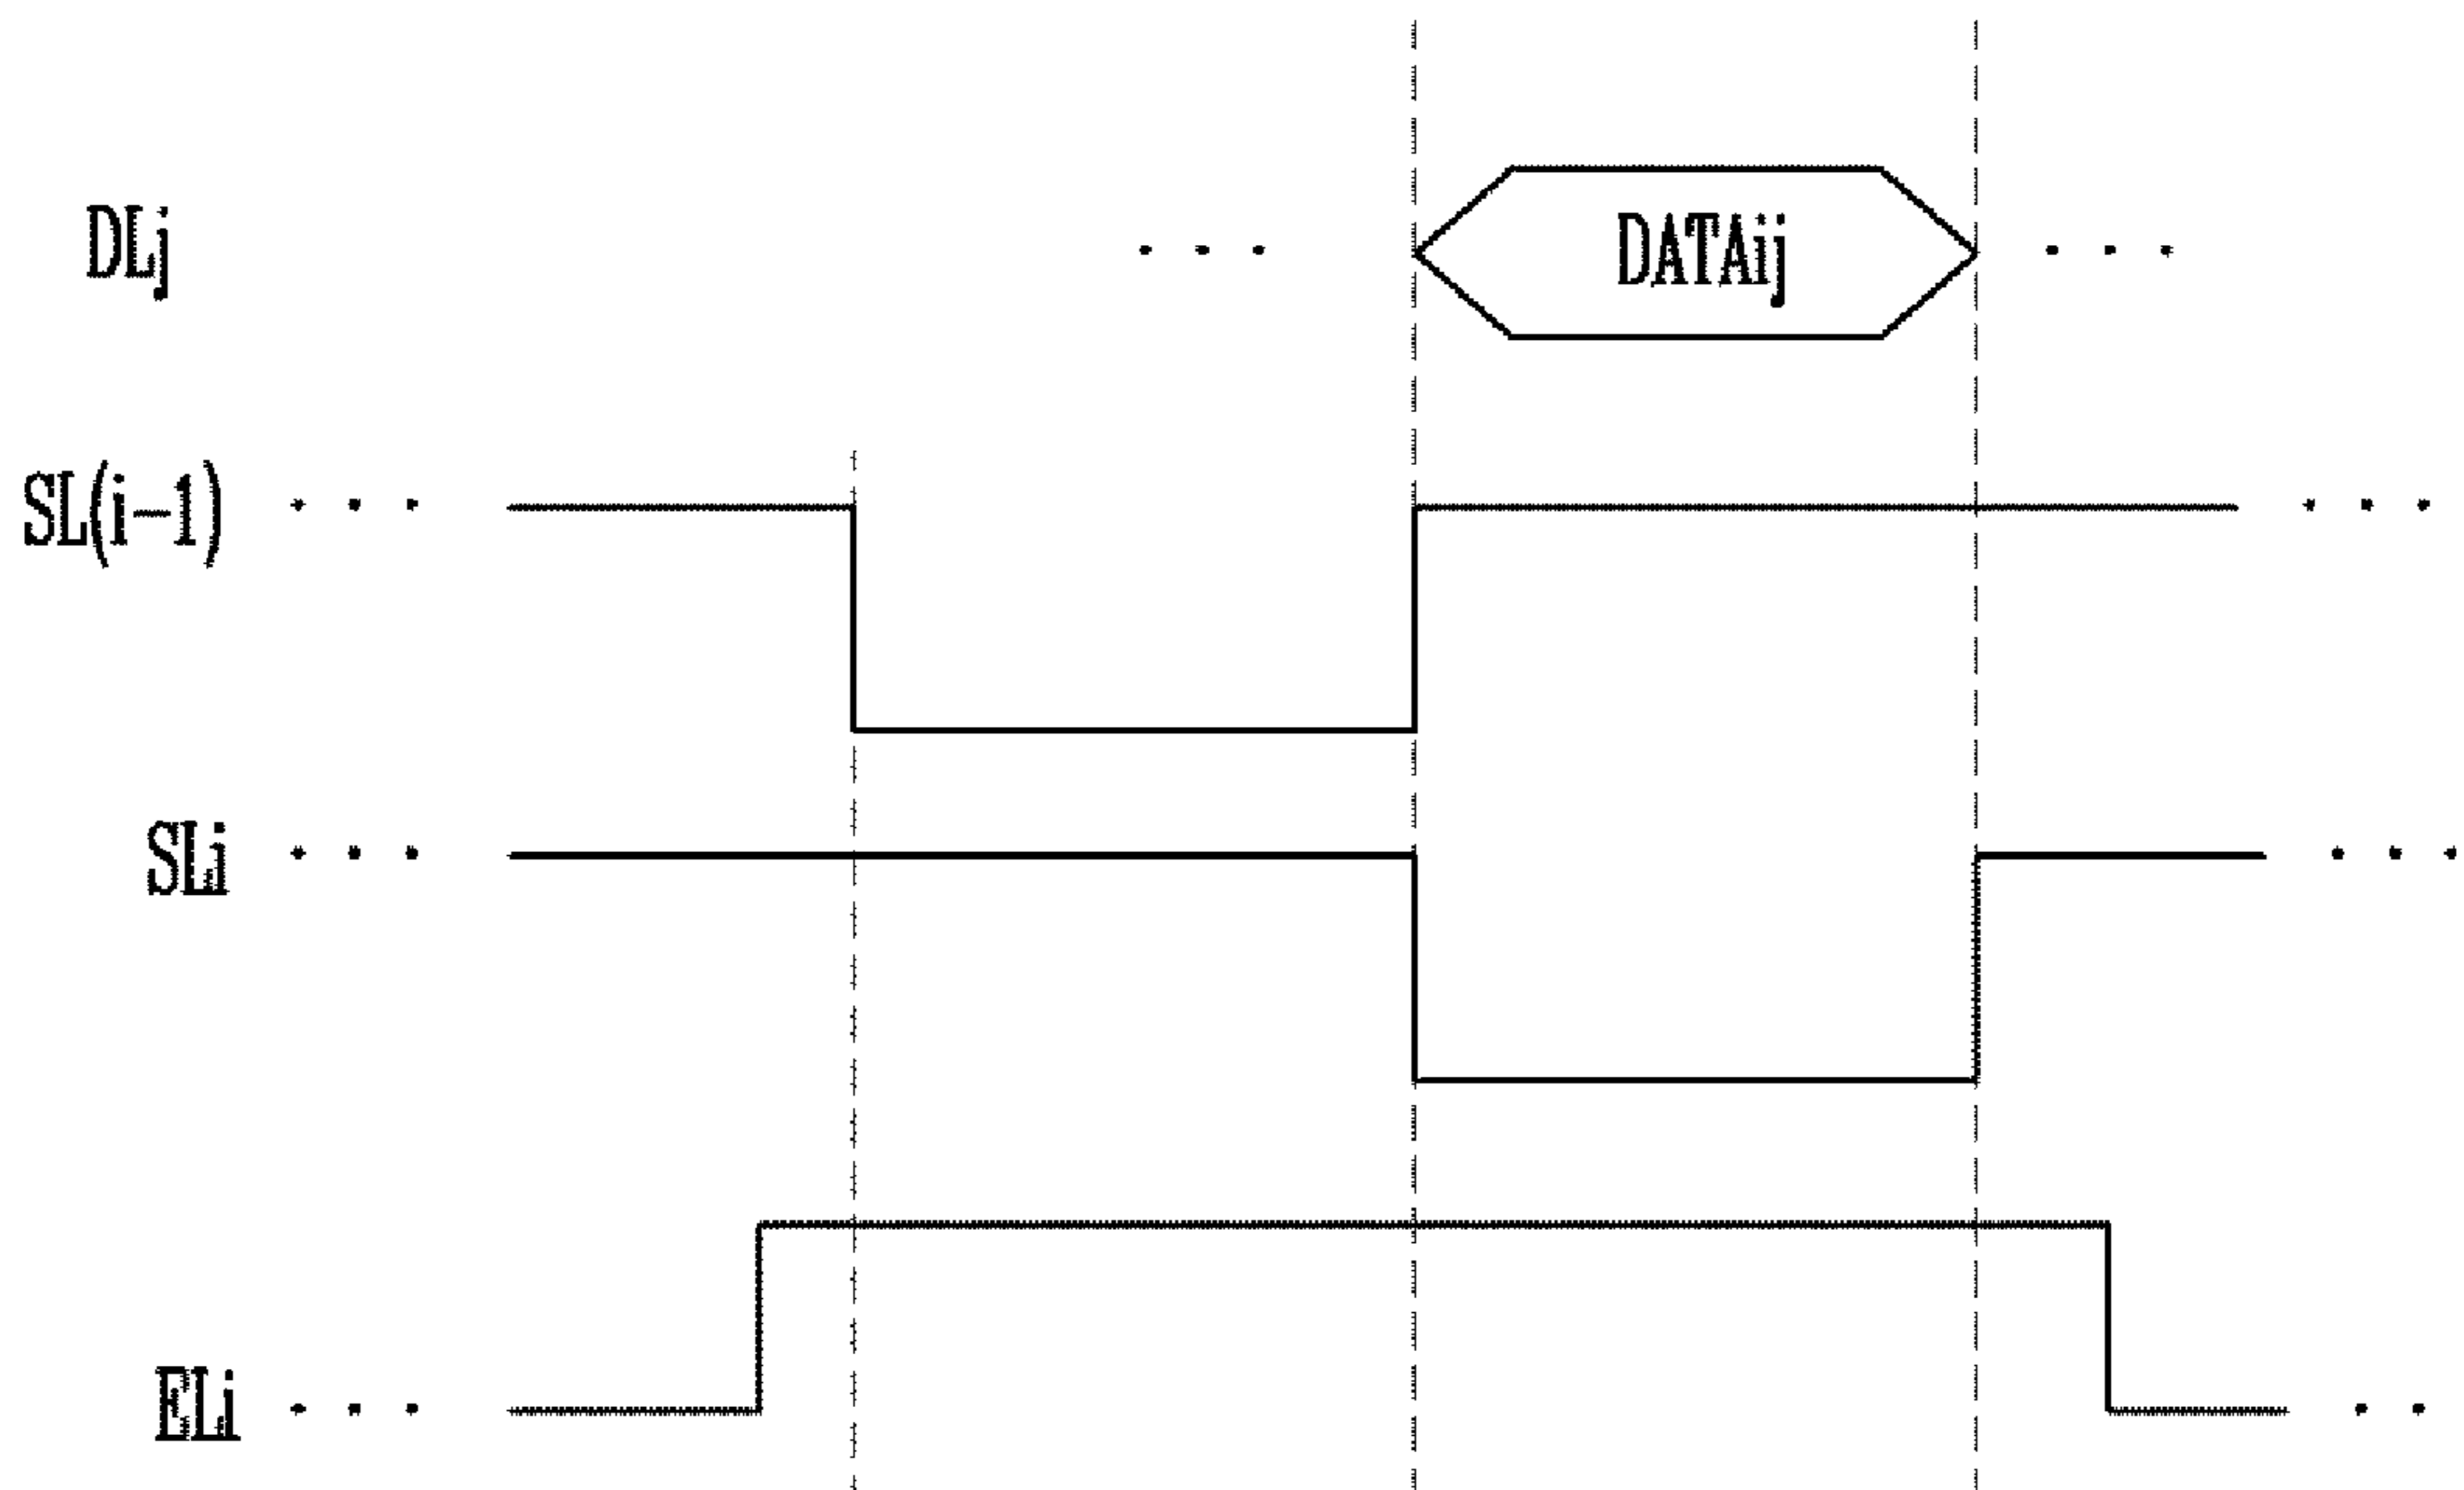 DLj
DATAij
SL(i-1)
SLi
ELi